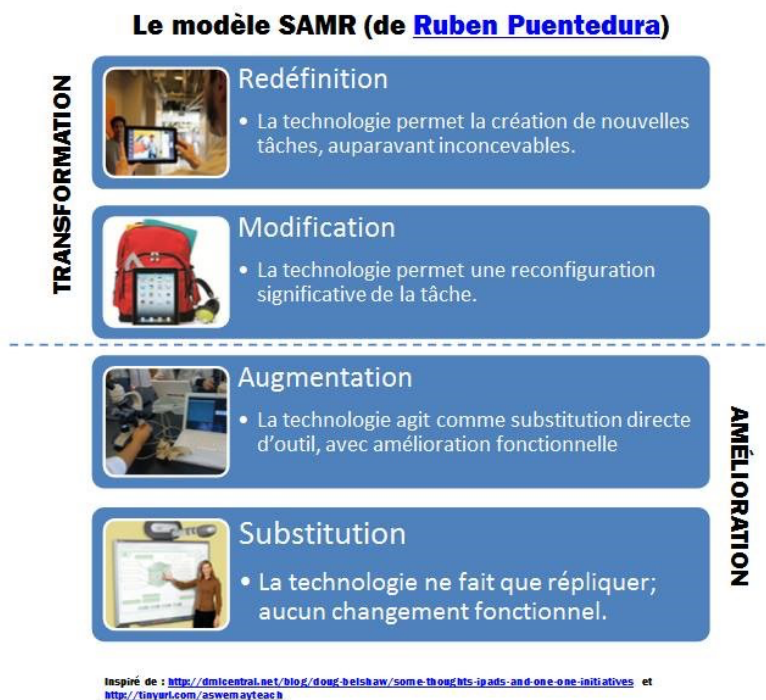 Le modèle SAMR (de Ruben Puentedura)
TRANSFORMATION
Redéfinition
• La technologie permet la création de nouvelles
tâches, auparavant inconcevables.
Modification
• La technologie permet une reconfiguration
significative de la tâche.
AMÉLIORATION
Augmentation
• La technologie agit comme substitution directe
d'outil, avec amélioration fonctionnelle
Substitution
• La technologie ne fait que répliquer;
aucun changement fonctionnel.
Inspiré de : http://dmlcentral.net/blog/doug-belshaw/some-thoughts-ipads-and-one-one-initiatives et
http://tinyurl.com/aswemayteach